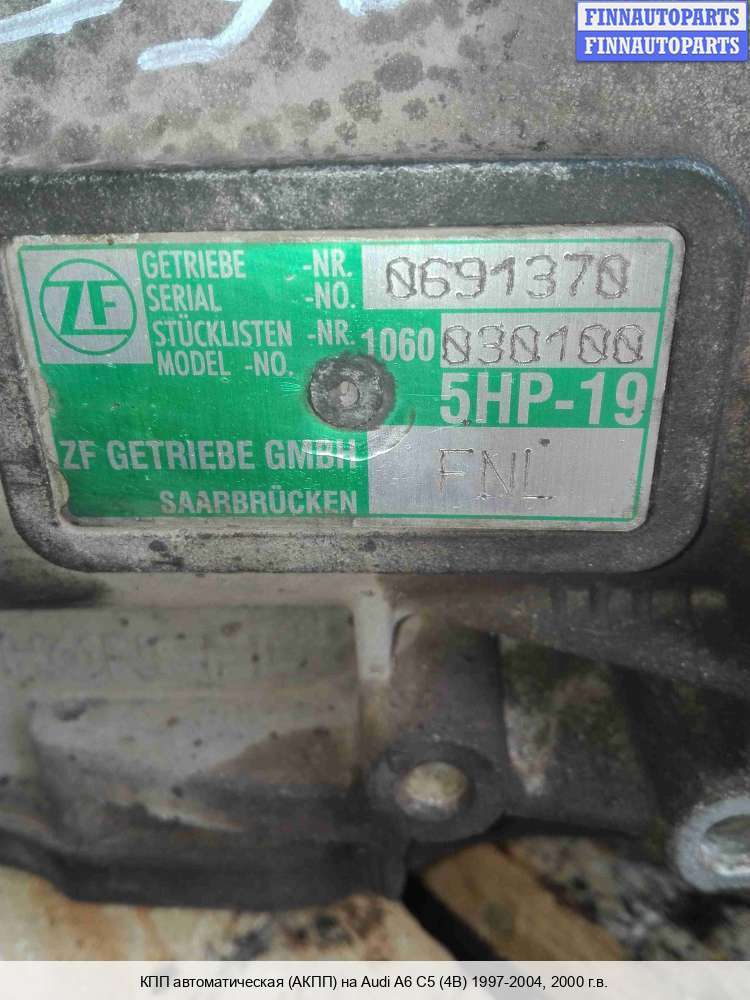 FINNAUTOPARTS
FINNAUTOPARTS
ZF
GETRIEBE -NR. 0691370
SERIAL -NO.
STÜCKLISTEN -NR. 1060 030100
MODEL -NO.
5HP-19
ZF GETRIEBE GMBH FNL
SAARBRÜCKEN
КПП автоматическая (АКПП) на Audi A6 C5 (4B) 1997-2004, 2000 г.в.